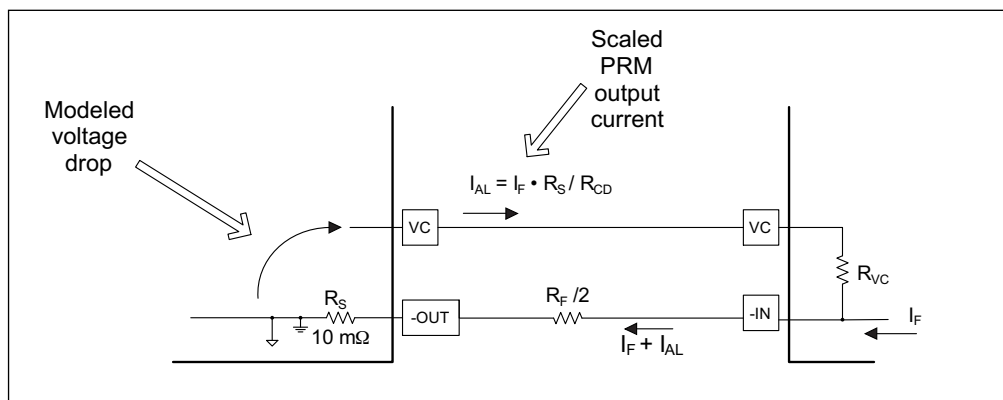 Scaled
PRM
output
current
Modeled
voltage
drop
I_AL = I_F • R_S / R_CD
VC
VC
R_VC
R_S
10 mΩ
-OUT
R_F /2
-IN
I_F
I_F + I_AL